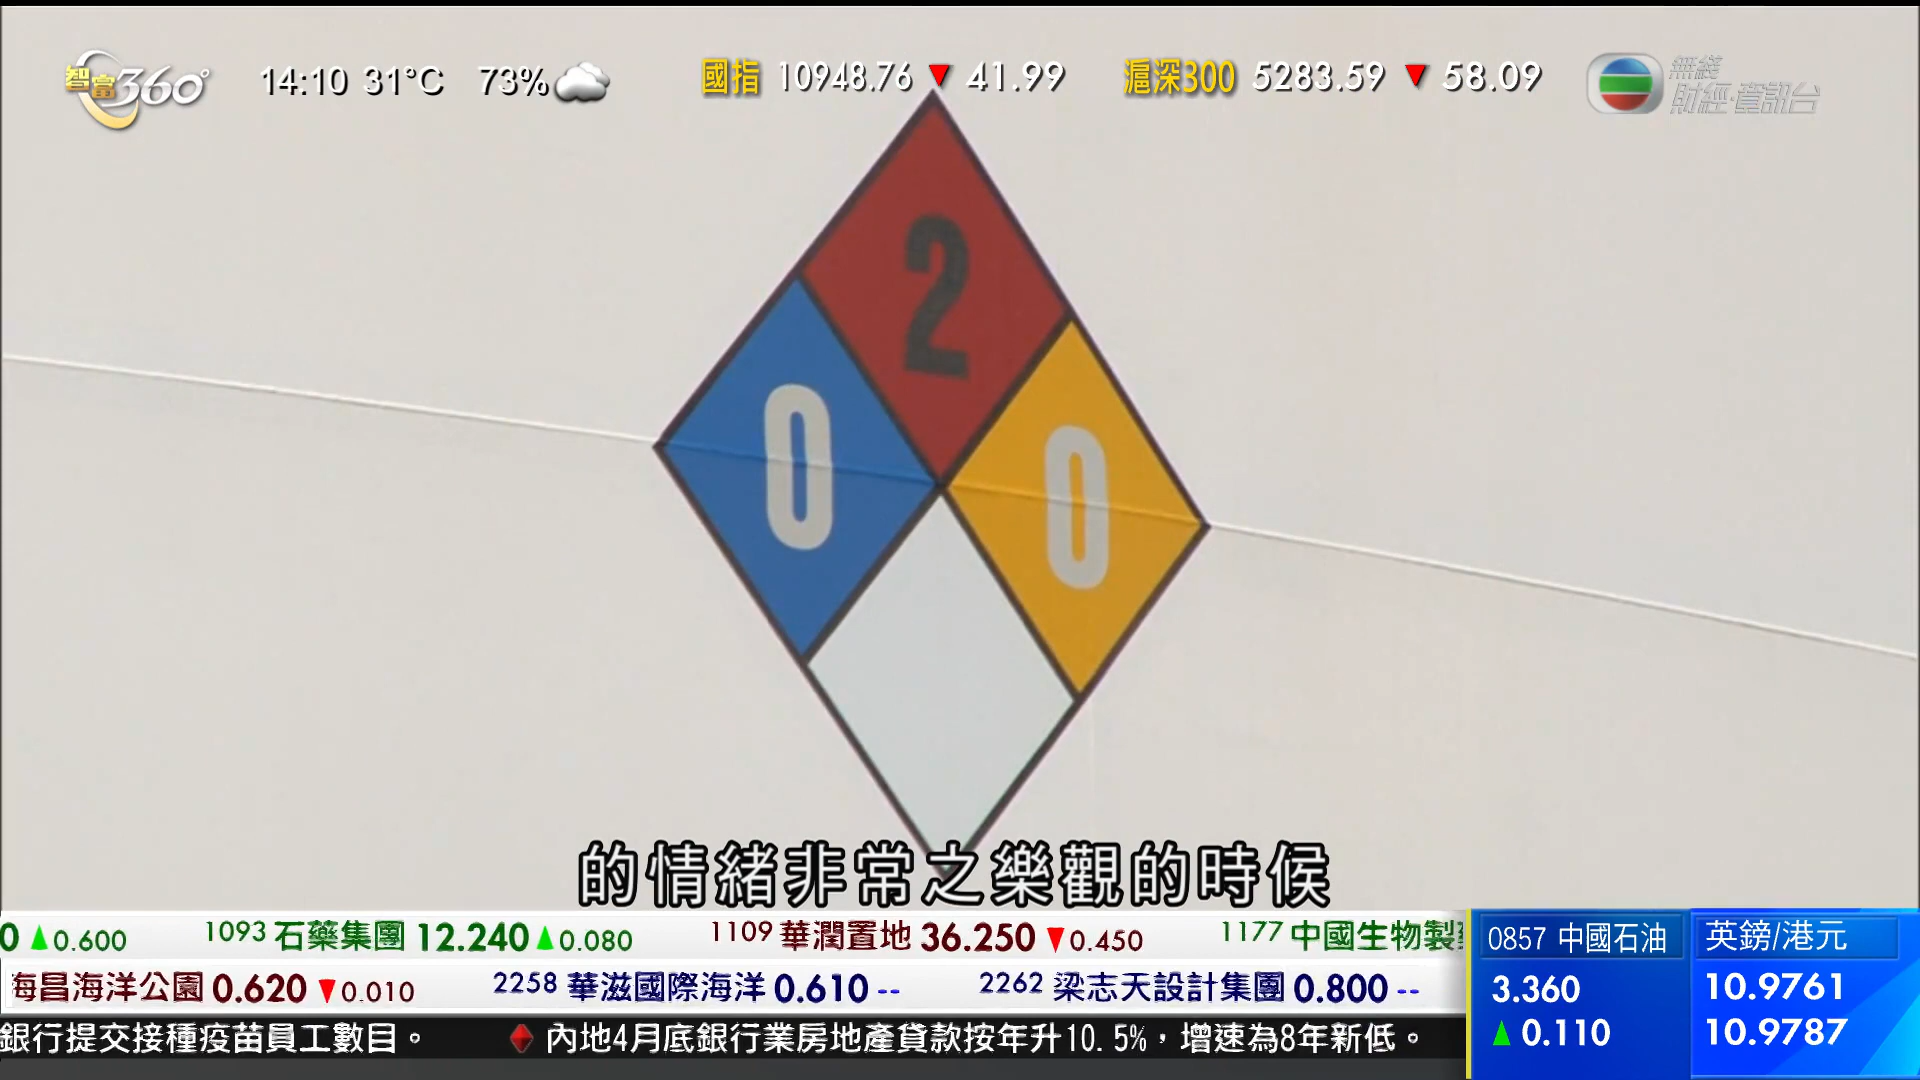 智富360° 14:10 31°C 73% 國指 10948.76 ▼ 41.99 滬深300 5283.59 ▼ 58.09 無綫
財經·資訊台
2
0
0
的情緒非常之樂觀的時候
0 ▲0.600 1093 石藥集團 12.240 ▲0.080 1109 華潤置地 36.250 ▼0.450 1177 中國生物製
海昌海洋公園 0.620 ▼0.010 2258 華滋國際海洋 0.610 -- 2262 梁志天設計集團 0.800 --
銀行提交接種疫苗員工數目。 ◆ 內地4月底銀行業房地產貸款按年升10.5%，增速為8年新低。
0857 中國石油
3.360
▲ 0.110
英鎊/港元
10.9761
10.9787